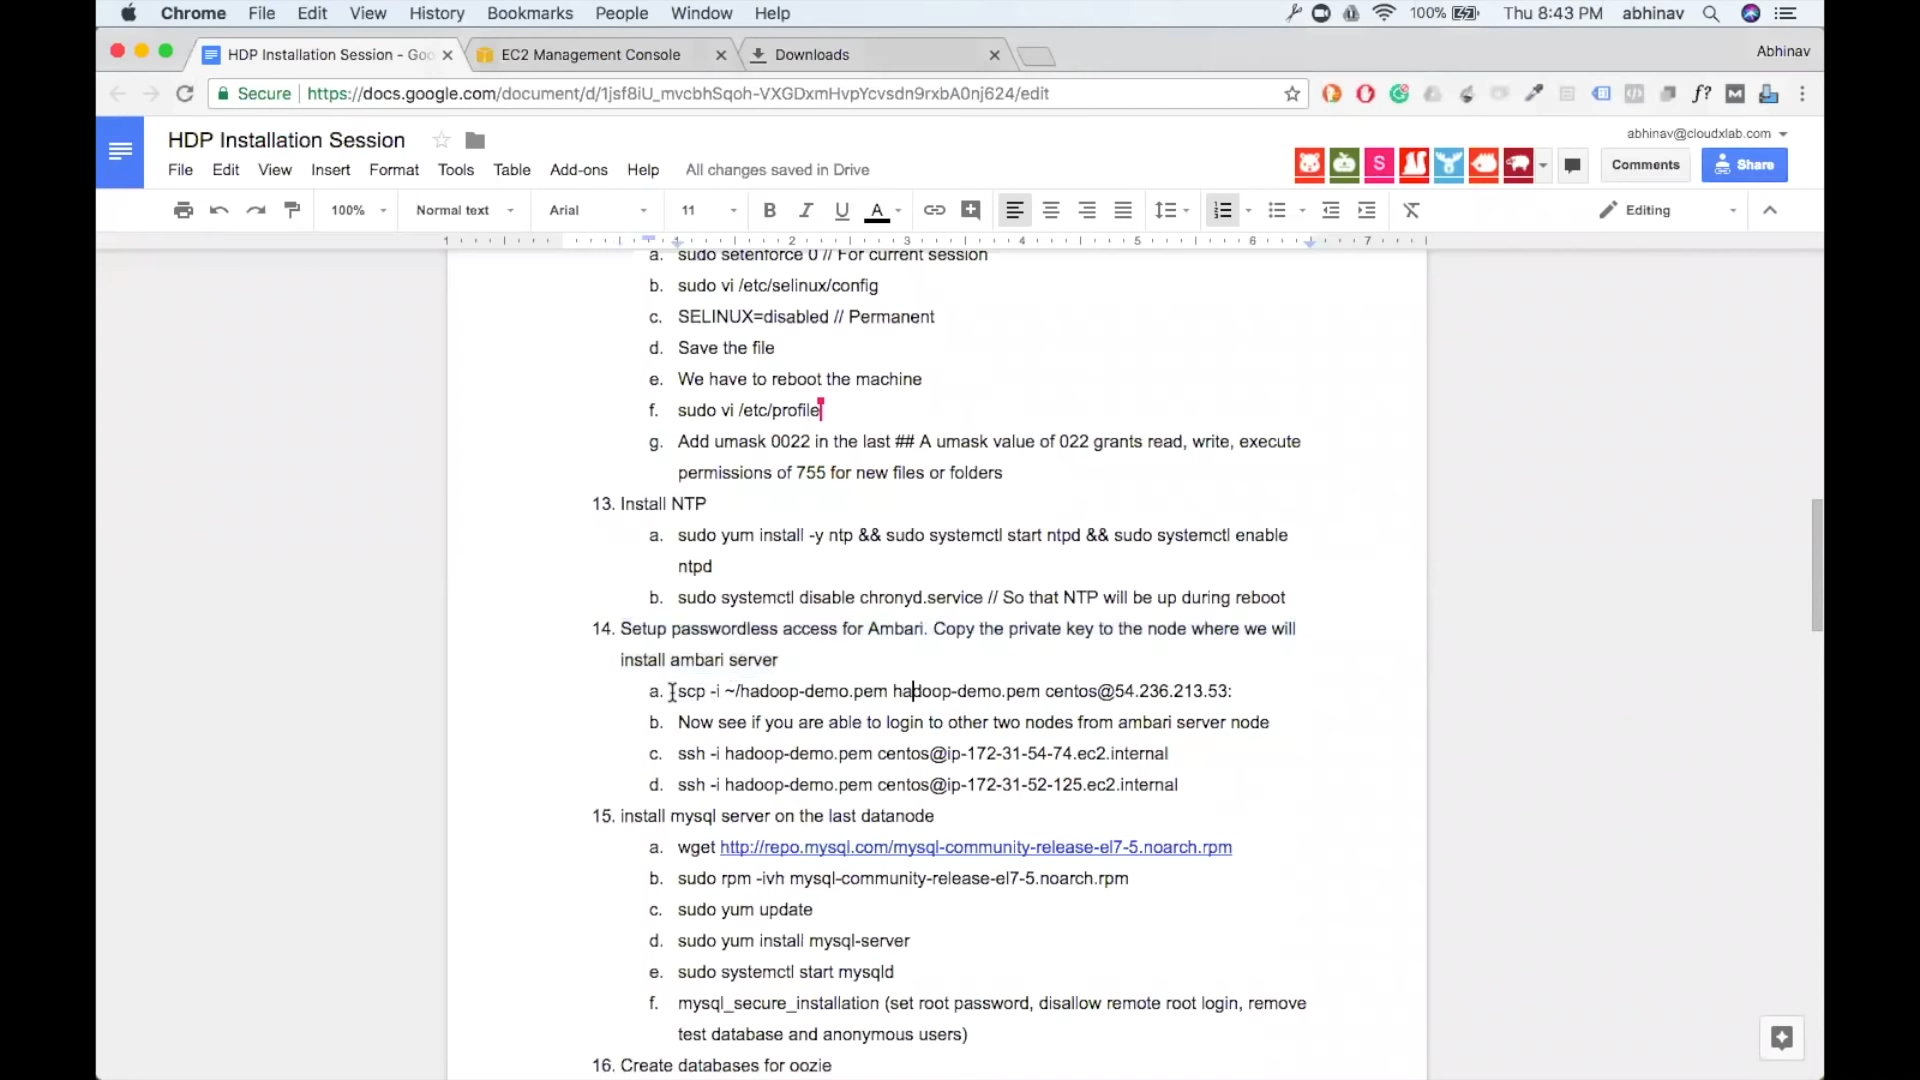 Chrome File Edit View History Bookmarks People Window Help 100% Thu 8:43 PM abhinav
HDP Installation Session - Goo EC2 Management Console Downloads Abhinav
Secure https://docs.google.com/document/d/1jsf8iU_mvcbhSqoh-VXGDxmHvpYcvsdn9rxbA0nj624/edit
HDP Installation Session abhinav@cloudxlab.com
File Edit View Insert Format Tools Table Add-ons Help All changes saved in Drive S Comments Share
100% Normal text Arial 11 B I U A Editing
1 1 2 3 4 5 6 7
a. sudo setenforce 0 // For current session
b. sudo vi /etc/selinux/config
c. SELINUX=disabled // Permanent
d. Save the file
e. We have to reboot the machine
f. sudo vi /etc/profile
g. Add umask 0022 in the last ## A umask value of 022 grants read, write, execute
permissions of 755 for new files or folders
13. Install NTP
a. sudo yum install -y ntp && sudo systemctl start ntpd && sudo systemctl enable
ntpd
b. sudo systemctl disable chronyd.service // So that NTP will be up during reboot
14. Setup passwordless access for Ambari. Copy the private key to the node where we will
install ambari server
a. scp -i ~/hadoop-demo.pem hadoop-demo.pem centos@54.236.213.53:
b. Now see if you are able to login to other two nodes from ambari server node
c. ssh -i hadoop-demo.pem centos@ip-172-31-54-74.ec2.internal
d. ssh -i hadoop-demo.pem centos@ip-172-31-52-125.ec2.internal
15. install mysql server on the last datanode
a. wget http://repo.mysql.com/mysql-community-release-el7-5.noarch.rpm
b. sudo rpm -ivh mysql-community-release-el7-5.noarch.rpm
c. sudo yum update
d. sudo yum install mysql-server
e. sudo systemctl start mysqld
f. mysql_secure_installation (set root password, disallow remote root login, remove
test database and anonymous users)
16. Create databases for oozie